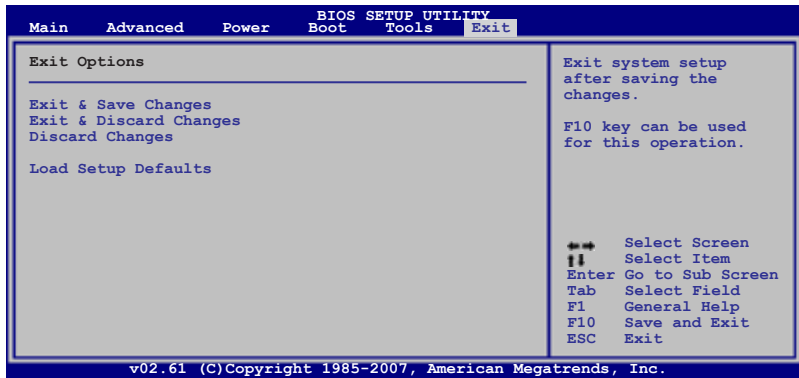 BIOS SETUP UTILITY
Main Advanced Power Boot Tools Exit
Exit Options
Exit & Save Changes
Exit & Discard Changes
Discard Changes
Load Setup Defaults
Exit system setup
after saving the
changes.
F10 key can be used
for this operation.
Select Screen
Select Item
Enter Go to Sub Screen
Tab Select Field
F1 General Help
F10 Save and Exit
ESC Exit
v02.61 (C)Copyright 1985-2007, American Megatrends, Inc.